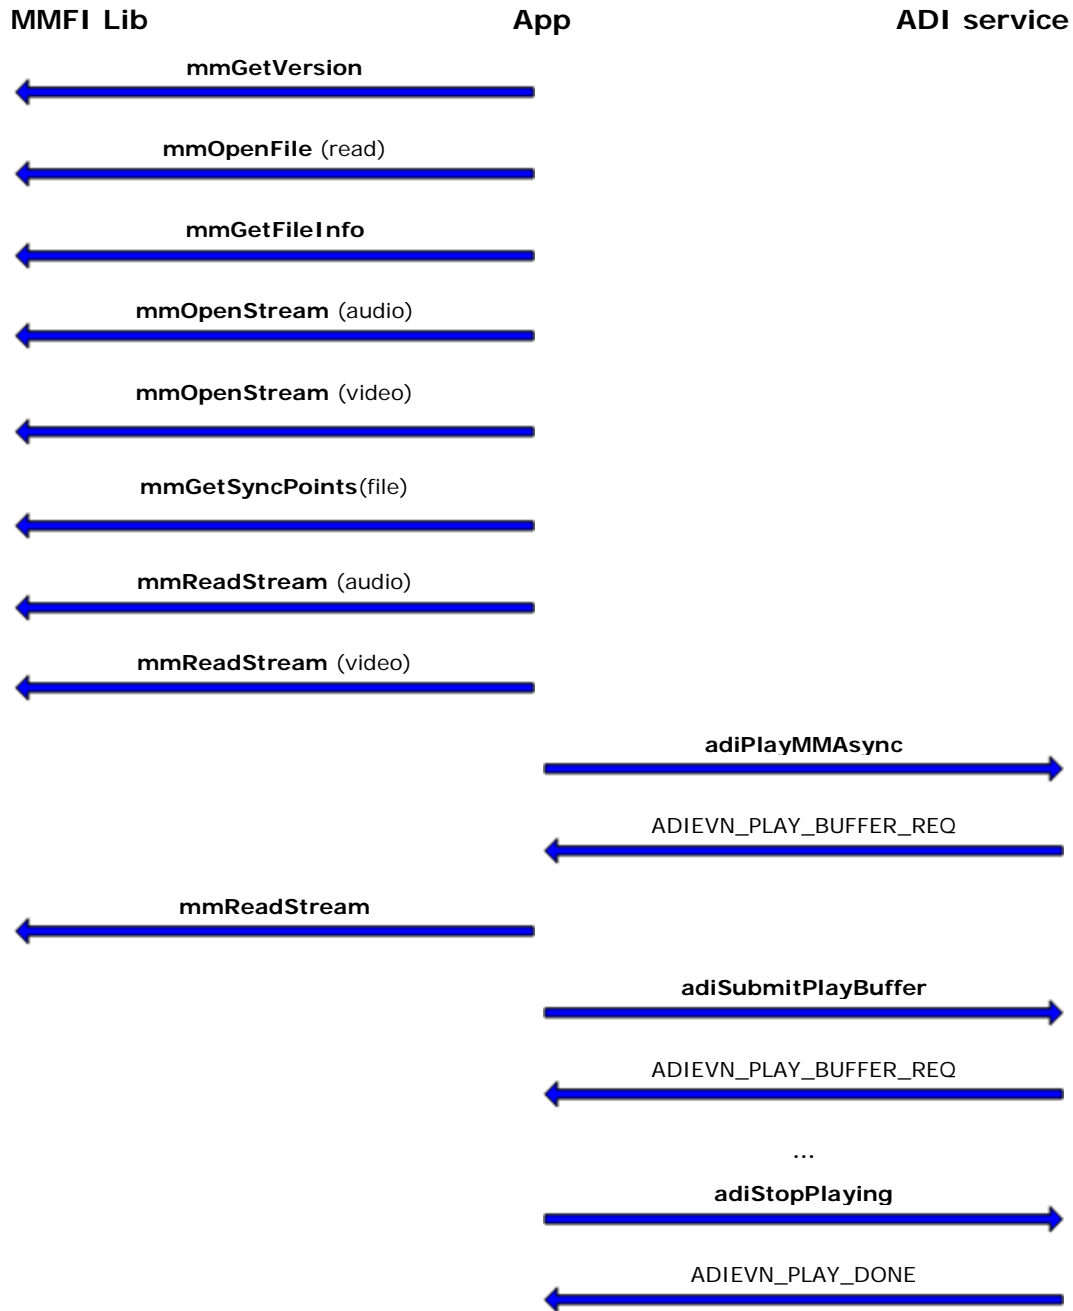 MMFI Lib App ADI service
mmGetVersion
mmOpenFile (read)
mmGetFileInfo
mmOpenStream (audio)
mmOpenStream (video)
mmGetSyncPoints(file)
mmReadStream (audio)
mmReadStream (video)
adiPlayMMAsync
ADIEVN_PLAY_BUFFER_REQ
mmReadStream
adiSubmitPlayBuffer
ADIEVN_PLAY_BUFFER_REQ
...
adiStopPlaying
ADIEVN_PLAY_DONE